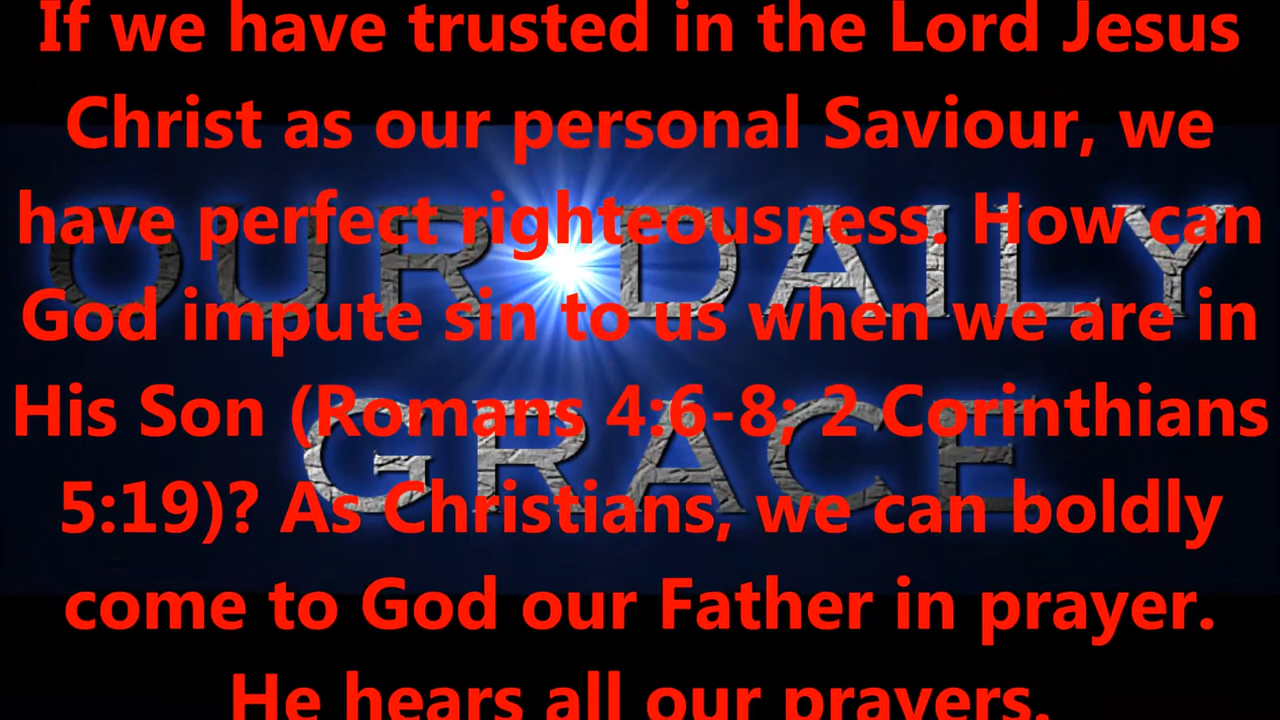 If we have trusted in the Lord Jesus
Christ as our personal Saviour, we
have perfect righteousness. How can
God impute sin to us when we are in
His Son (Romans 4:6-8; 2 Corinthians
5:19)? As Christians, we can boldly
come to God our Father in prayer.
He hears all our prayers.
OUR DAILY
GRACE